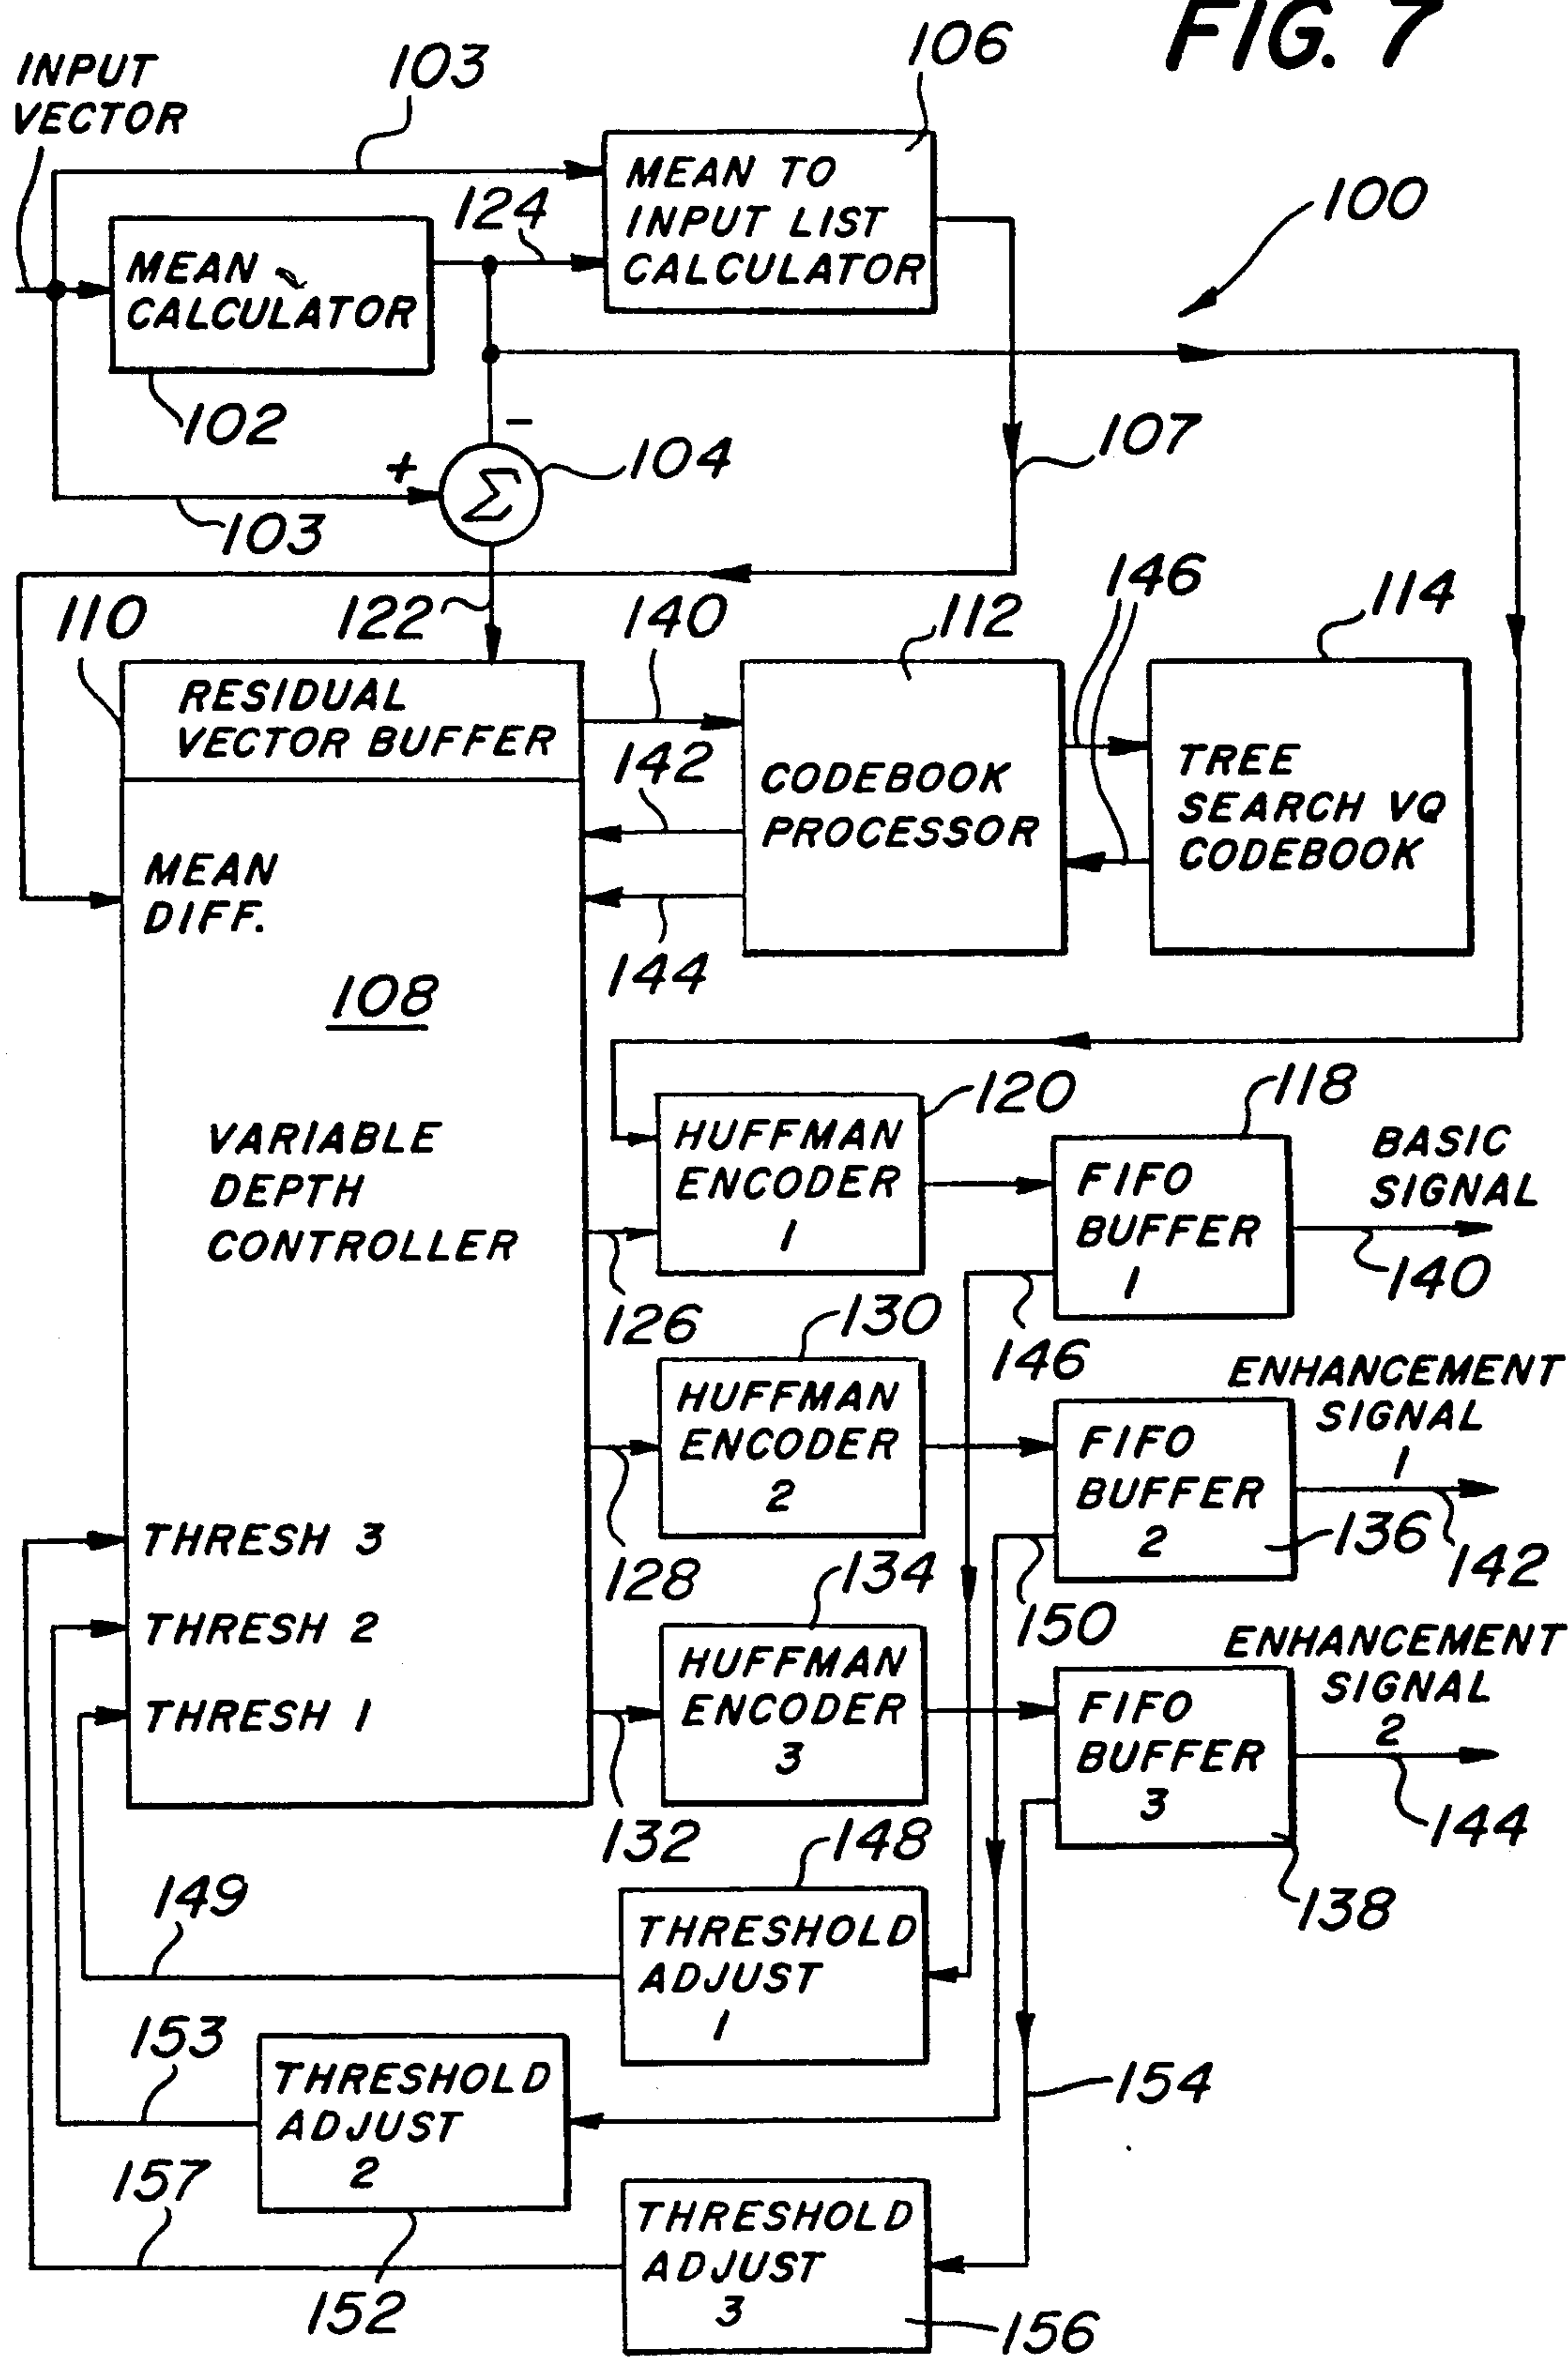 FIG. 7
INPUT
VECTOR
103
106
MEAN TO
INPUT LIST
CALCULATOR
124
100
MEAN
CALCULATOR
102
-
+
Σ
104
107
103
122
110
140
112
146
114
RESIDUAL
VECTOR BUFFER
142
CODEBOOK
PROCESSOR
TREE
SEARCH VQ
CODEBOOK
MEAN
DIFF.
144
108
VARIABLE
DEPTH
CONTROLLER
120
HUFFMAN
ENCODER
1
118
FIFO
BUFFER
1
BASIC
SIGNAL
140
126
146
130
HUFFMAN
ENCODER
2
FIFO
BUFFER
2
ENHANCEMENT
SIGNAL
1
136
142
128
150
THRESH 3
THRESH 2
THRESH 1
134
HUFFMAN
ENCODER
3
FIFO
BUFFER
3
ENHANCEMENT
SIGNAL
2
144
138
132
148
149
THRESHOLD
ADJUST
1
153
THRESHOLD
ADJUST
2
154
157
152
THRESHOLD
ADJUST
3
156